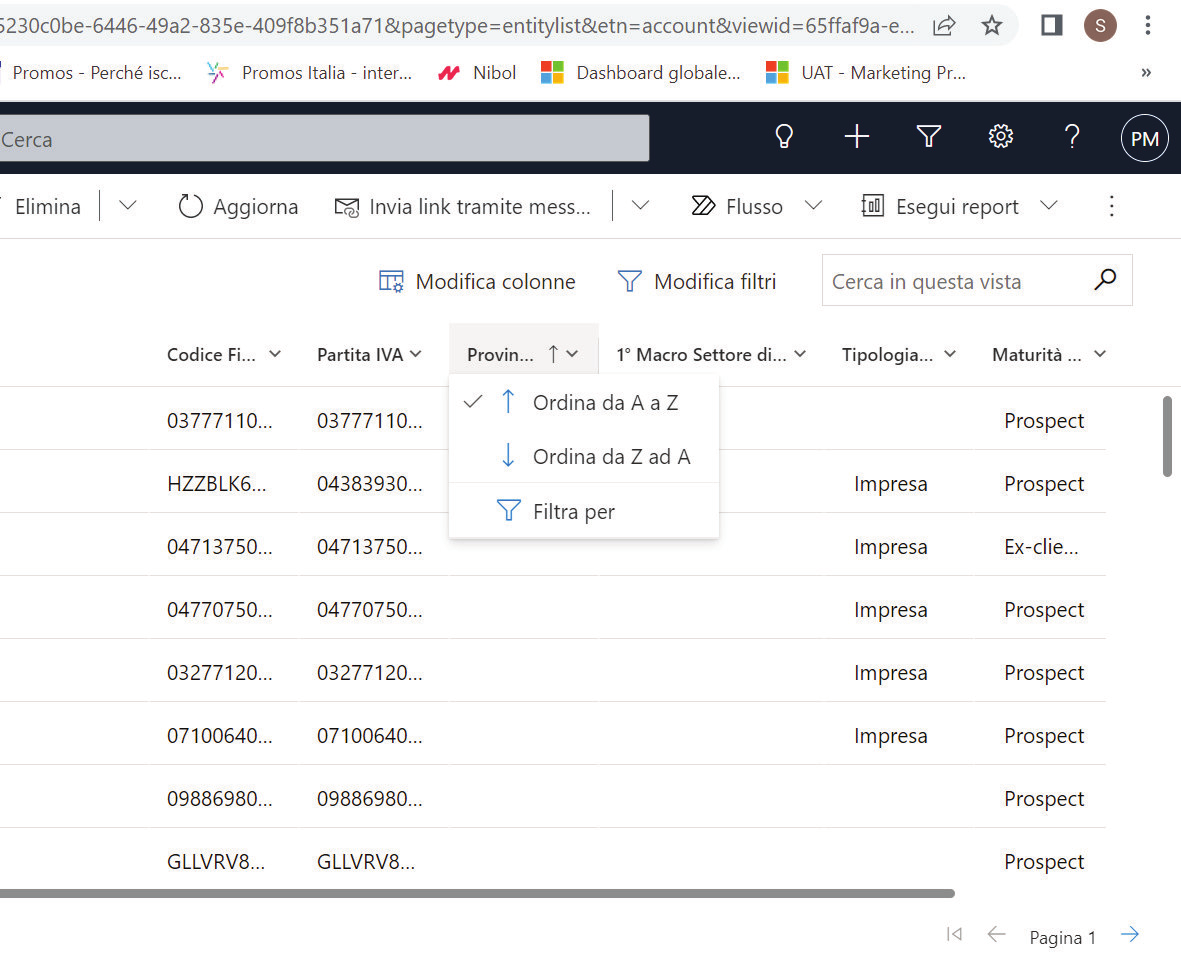 5230c0be-6446-49a2-835e-409f8b351a71&pagetype=entitylist&etn=account&viewid=65ffaf9a-e...
S
Promos - Perché isc... Promos Italia - inter... Nibol Dashboard globale... UAT - Marketing Pr... »
Cerca
PM
Elimina Aggiorna Invia link tramite mess... Flusso Esegui report
Modifica colonne Modifica filtri Cerca in questa vista
Codice Fi... Partita IVA Provin... 1° Macro Settore di... Tipologia... Maturità ...
Ordina da A a Z
Ordina da Z ad A
Filtra per
03777110... 03777110... Prospect
HZZBLK6... 04383930... Impresa Prospect
04713750... 04713750... Impresa Ex-clie...
04770750... 04770750... Impresa Prospect
03277120... 03277120... Impresa Prospect
07100640... 07100640... Impresa Prospect
09886980... 09886980... Prospect
GLLVRV8... GLLVRV8... Prospect
Pagina 1